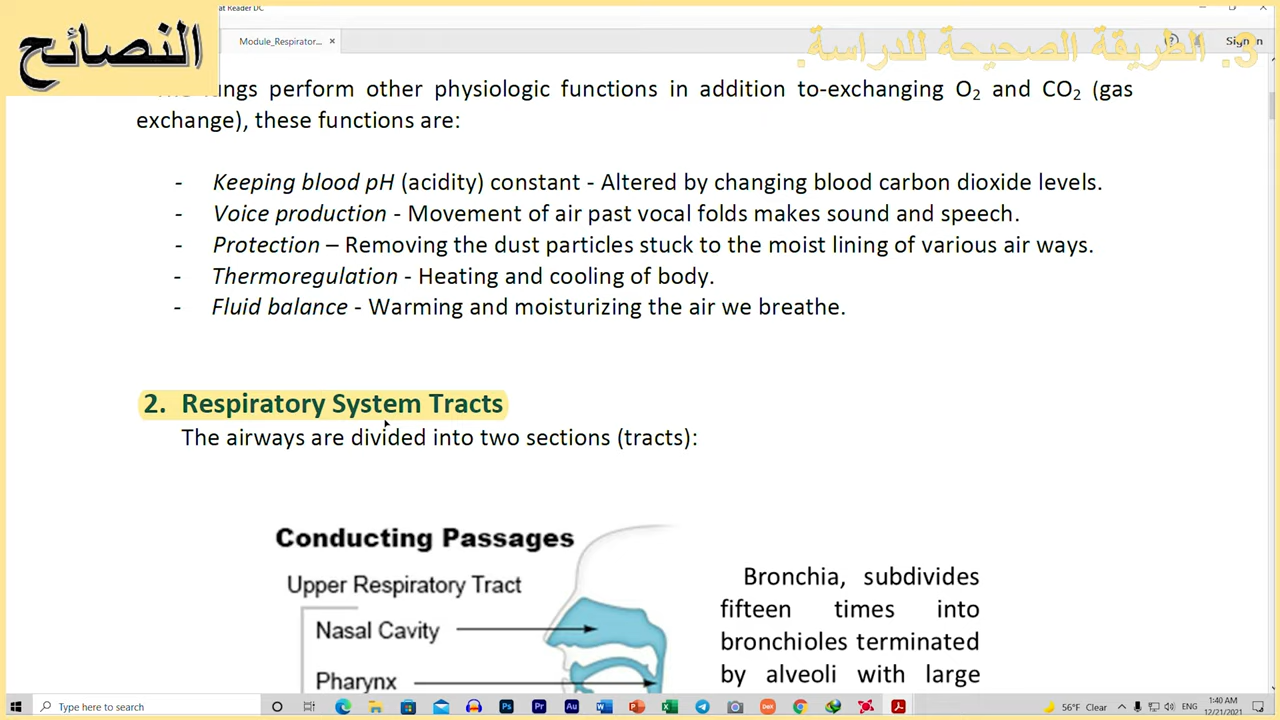 at Reader DC
النصائح
Module_Respirator...
3. الطريقة الصحيحة للدراسة.
Sign In
lungs perform other physiologic functions in addition to-exchanging O₂ and CO₂ (gas
exchange), these functions are:
- Keeping blood pH (acidity) constant - Altered by changing blood carbon dioxide levels.
- Voice production - Movement of air past vocal folds makes sound and speech.
- Protection – Removing the dust particles stuck to the moist lining of various air ways.
- Thermoregulation - Heating and cooling of body.
- Fluid balance - Warming and moisturizing the air we breathe.
2. Respiratory System Tracts
The airways are divided into two sections (tracts):
Conducting Passages
Upper Respiratory Tract
Nasal Cavity
Pharynx
Bronchia, subdivides
fifteen times into
bronchioles terminated
by alveoli with large
Type here to search
56°F Clear
ENG
1:40 AM
12/21/2021